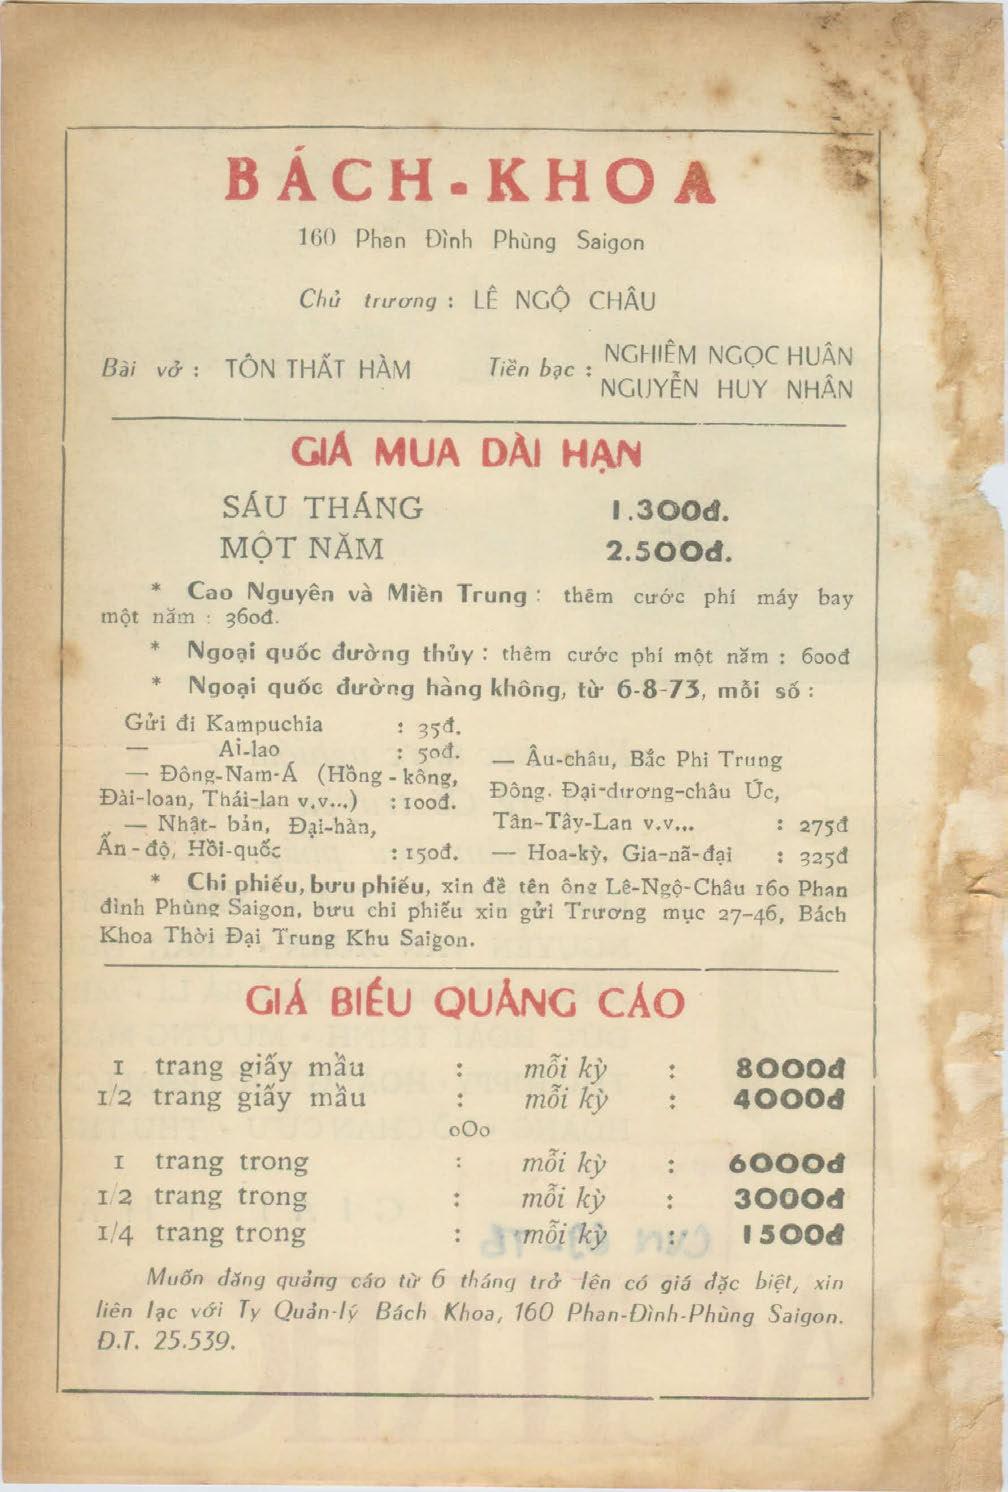 BÁCH-KHOA
160 Phan Đình Phùng Saigon
Chủ trương : LÊ NGỘ CHÂU
Bài vở : TÔN THẤT HÀM
Tiền bạc : NGHIÊM NGỌC HUÂN
NGUYỄN HUY NHÂN
GIÁ MUA DÀI HẠN
SÁU THÁNG 1.300đ.
MỘT NĂM 2.500đ.
* Cao Nguyên và Miền Trung : thêm cước phí máy bay
một năm : 360đ.
* Ngoại quốc đường thủy : thêm cước phí một năm : 600đ
* Ngoại quốc đường hàng không, từ 6-8-73, mỗi số :
Gửi đi Kampuchia : 35đ.
— Ai-lao : 50đ.
— Đông-Nam-Á (Hồng-kông,
Đài-loan, Thái-lan v.v...) : 100đ.
— Nhật-bản, Đại-hàn,
Ấn-độ, Hồi-quốc : 150đ.
— Âu-châu, Bắc Phi Trung
Đông. Đại-dương-châu Úc,
Tân-Tây-Lan v.v... : 275đ
— Hoa-kỳ, Gia-nã-đại : 325đ
* Chi phiếu, bưu phiếu, xin đề tên ông Lê-Ngộ-Châu 160 Phan
đình Phùng Saigon, bưu chi phiếu xin gửi Trương mục 27-46, Bách
Khoa Thời Đại Trung Khu Saigon.
GIÁ BIỂU QUẢNG CÁO
1 trang giấy mầu : mỗi kỳ : 8000đ
1/2 trang giấy mầu : mỗi kỳ : 4000đ
oOo
1 trang trong : mỗi kỳ : 6000đ
1/2 trang trong : mỗi kỳ : 3000đ
1/4 trang trong : mỗi kỳ : 1500đ
Muốn đăng quảng cáo từ 6 tháng trở lên có giá đặc biệt, xin
liên lạc với Ty Quản-lý Bách Khoa, 160 Phan-Đình-Phùng Saigon.
Đ.T. 25.539.